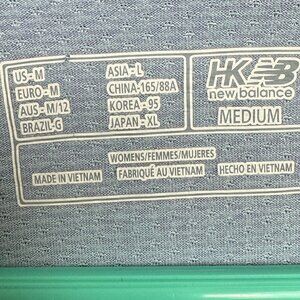 US-M ASIA-L
EURO-M CHINA-165/88A
AUS-M/12 KOREA-95
BRAZIL-G JAPAN-XL
HK NB
new balance
MEDIUM
WOMENS/FEMMES/MUJERES
MADE IN VIETNAM FABRIQUÉ AU VIETNAM HECHO EN VIETNAM